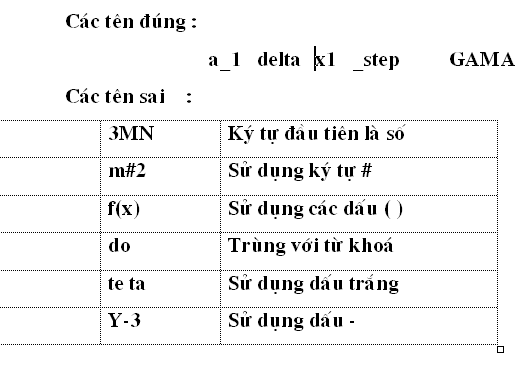 Các tên đúng :
a_1 delta x1 _step GAMA
Các tên sai :
3MN Ký tự đầu tiên là số
m#2 Sử dụng ký tự #
f(x) Sử dụng các dấu ( )
do Trùng với từ khoá
te ta Sử dụng dấu trắng
Y-3 Sử dụng dấu -